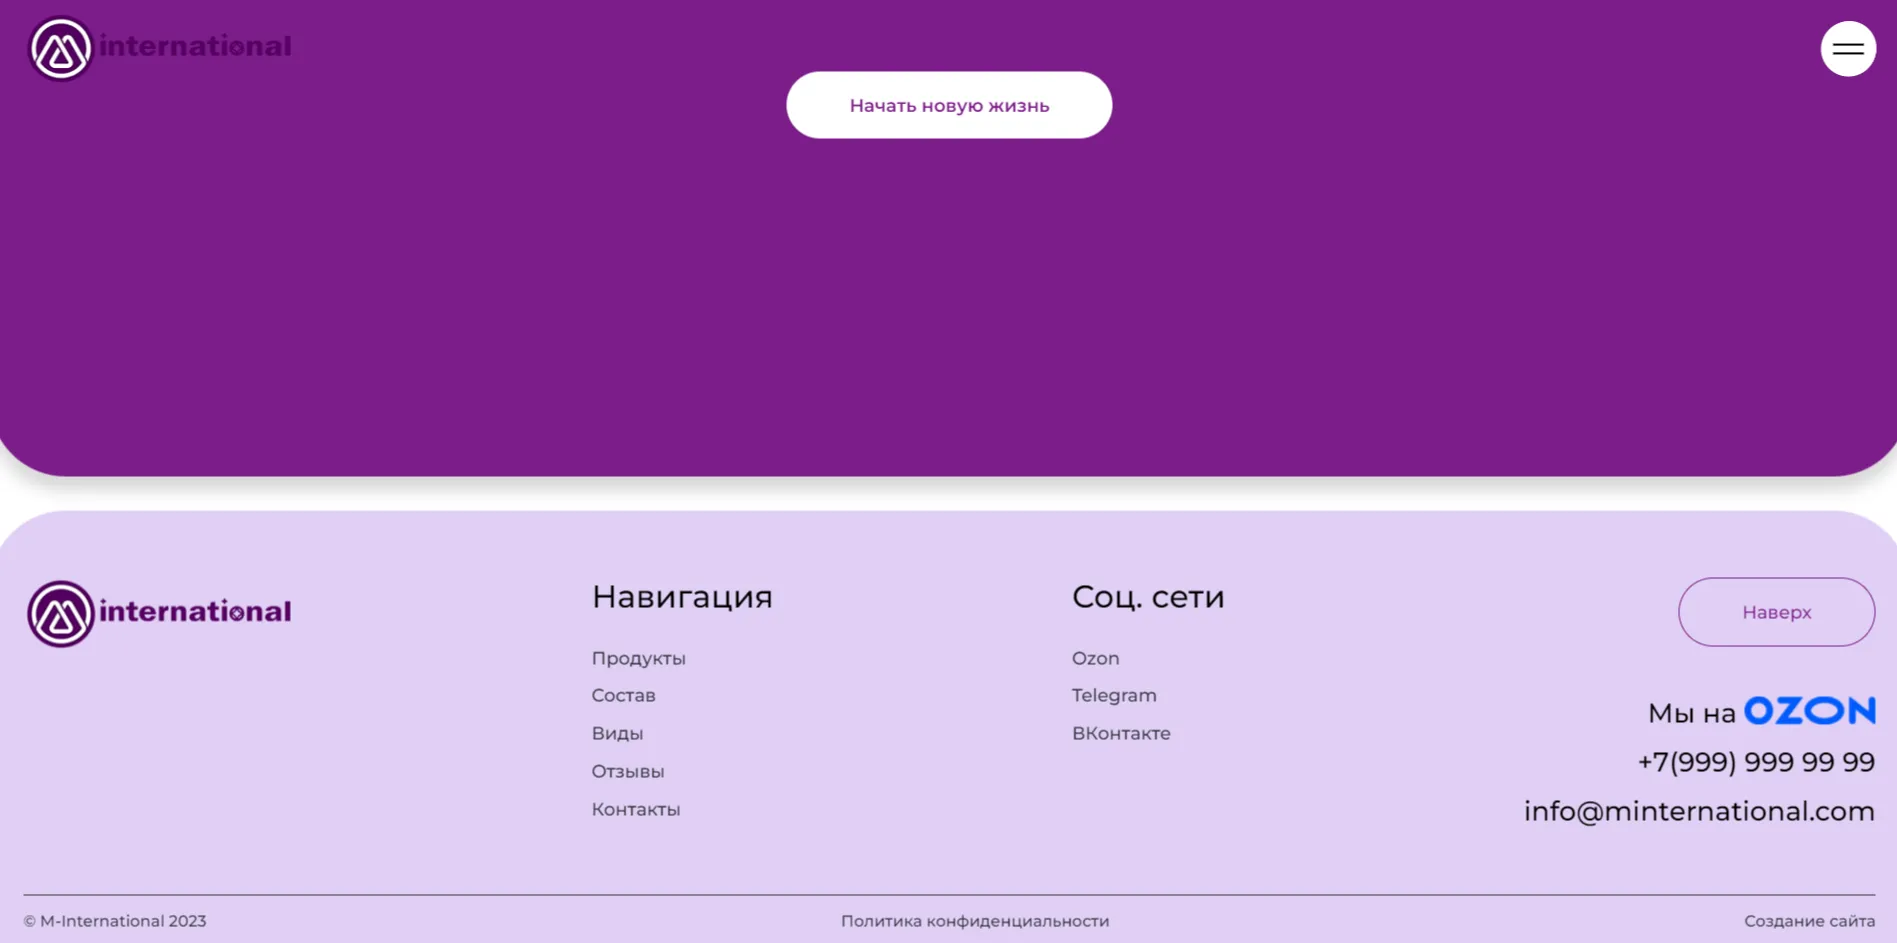 international
Начать новую жизнь
international
Навигация
Продукты
Состав
Виды
Отзывы
Контакты
Соц. сети
Ozon
Telegram
ВКонтакте
Наверх
Мы на OZON
+7(999) 999 99 99
info@minternational.com
© M-International 2023
Политика конфиденциальности
Создание сайта